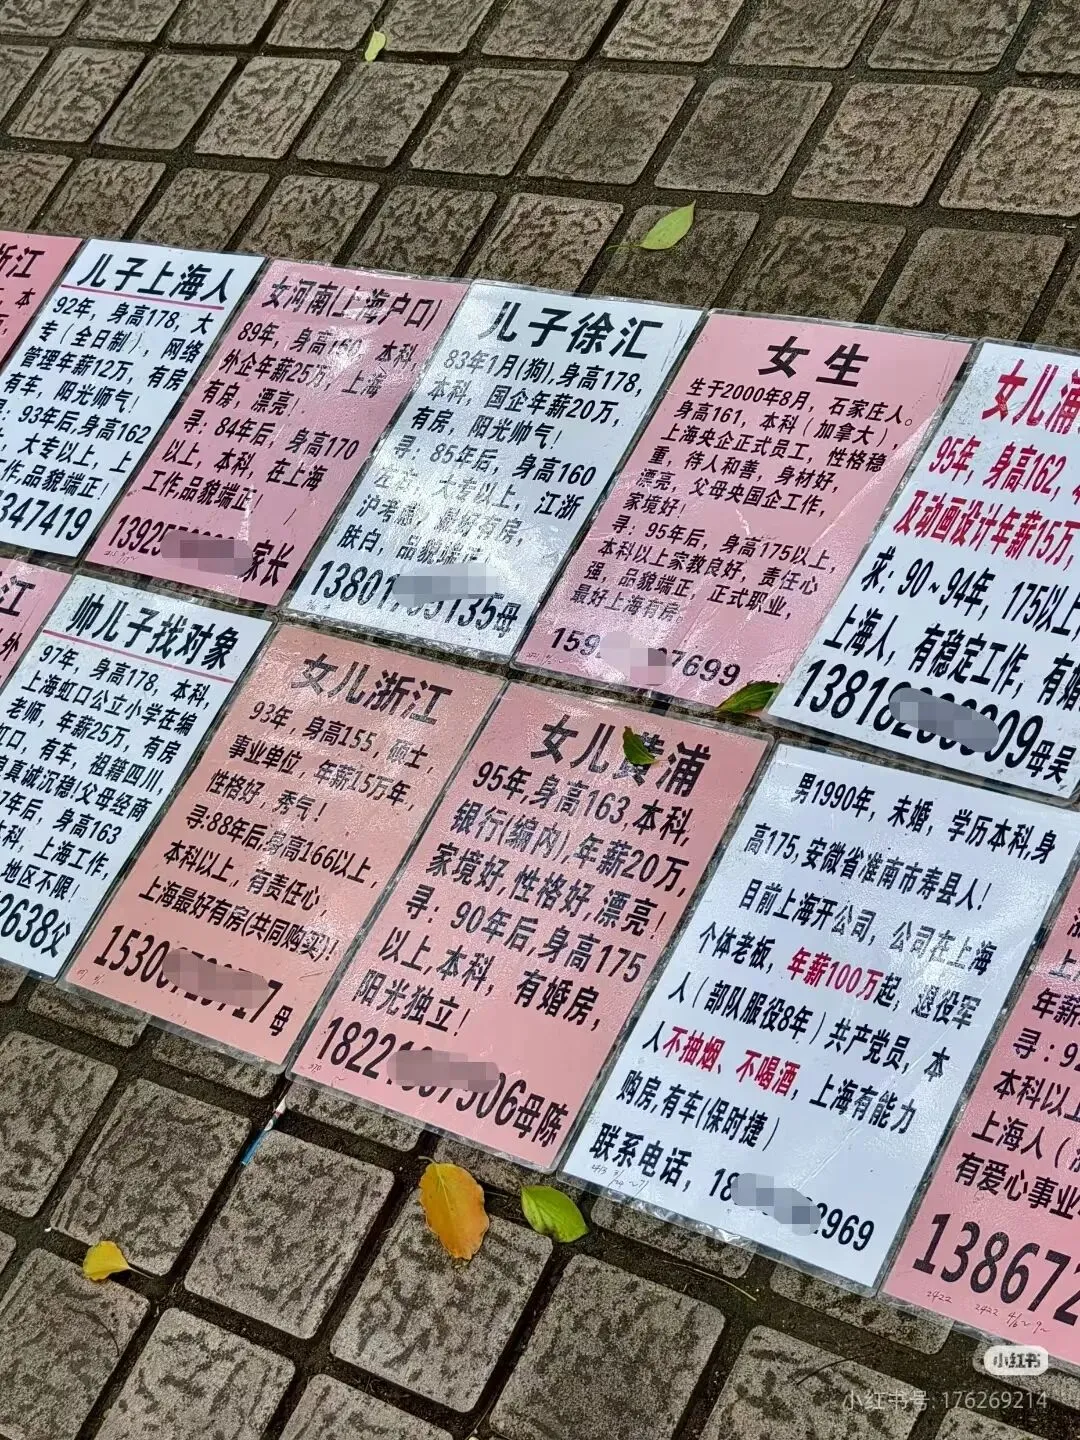 浙江
儿子上海人
92年，身高178，大
专（全日制），网络
管理年薪12万，有房
有车，阳光师气！
93年后,身高162
，大专以上，上
工作,品貌端正！
347419
女河南(上海户口)
89年，身高160，本科，
外企年薪25万，上海
有房，漂亮！
寻：84年后，身高170
以上，本科，在上海
工作,品貌端正！
13925 家长
儿子徐汇
83年1月(狗),身高178，
本科，国企年薪20万，
有房，阳光帅气！
寻：85年后，身高160
大专以上，江浙
沪考虑，最好有房，
肤白，品貌端正
13801 5135母
女生
生于2000年8月，石家庄人。
身高161，本科（加拿大），
上海央企正式员工，性格稳
重，待人和善，身材好，
漂亮，父母央国企工作，
家境好！
寻：95年后，身高175以上，
本科以上家教良好，责任心
强，品貌端正，正式职业，
最好上海有房。
159 7699
女儿浦
95年，身高162，
及动画设计年薪15万，
求：90～94年，175以上
上海人，有稳定工作，有婚
13818 09母吴
江
外
帅儿子找对象
97年，身高178，本科，
上海虹口公立小学在编
老师，年薪25万，有房
虹口，有车，祖籍四川，
真诚沉稳!父母经商
7年后，身高163
本科，上海工作，
地区不限！
2638父
女儿浙江
93年，身高155，硕士，
事业单位，年薪15万年，
性格好，秀气！
寻:88年后,身高166以上，
本科以上，有责任心，
上海最好有房(共同购买)！
15300 7母
女儿黄浦
95年,身高163,本科，
银行(编内),年薪20万，
家境好,性格好,漂亮！
寻：90年后,身高175
以上,本科，有婚房，
阳光独立！
1822 506母陈
男1990年，未婚，学历本科,身
高175,安徽省淮南市寿县人！
目前上海开公司，公司在上海
个体老板，年薪100万起，退役军
人（部队服役8年）共产党员，本
人不抽烟、不喝酒，上海有能力
购房,有车(保时捷)
联系电话，18 2969
上
年薪
寻：9
本科以上
上海人（
有爱心事业
138672
小红书
小红书号: 176269214